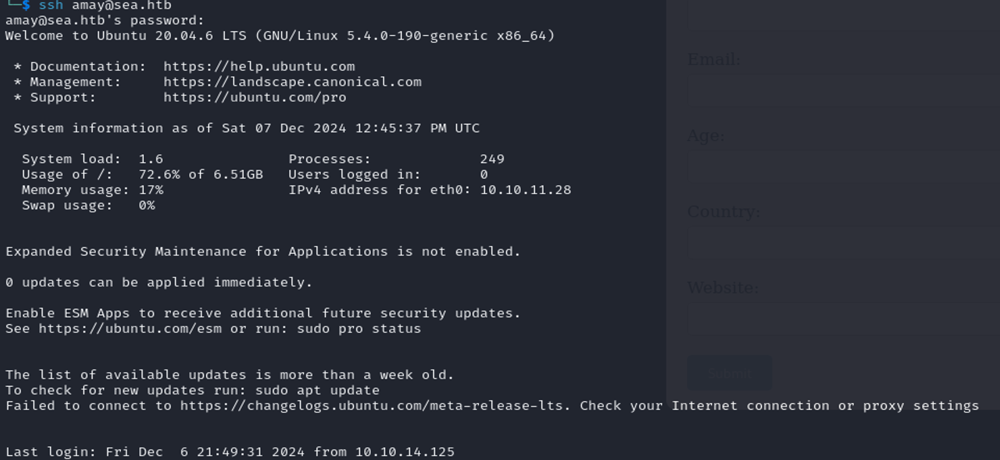 └─$ ssh amay@sea.htb
amay@sea.htb's password:
Welcome to Ubuntu 20.04.6 LTS (GNU/Linux 5.4.0-190-generic x86_64)
 * Documentation:  https://help.ubuntu.com
 * Management:     https://landscape.canonical.com
 * Support:        https://ubuntu.com/pro
 System information as of Sat 07 Dec 2024 12:45:37 PM UTC
  System load:  1.6               Processes:             249
  Usage of /:   72.6% of 6.51GB   Users logged in:       0
  Memory usage: 17%               IPv4 address for eth0: 10.10.11.28
  Swap usage:   0%
Expanded Security Maintenance for Applications is not enabled.
0 updates can be applied immediately.
Enable ESM Apps to receive additional future security updates.
See https://ubuntu.com/esm or run: sudo pro status
The list of available updates is more than a week old.
To check for new updates run: sudo apt update
Failed to connect to https://changelogs.ubuntu.com/meta-release-lts. Check your Internet connection or proxy settings
Last login: Fri Dec  6 21:49:31 2024 from 10.10.14.125
Email:
Age:
Country:
Website:
Submit